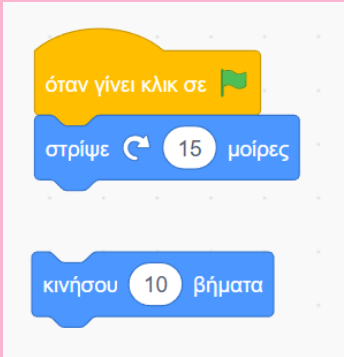 όταν γίνει κλικ σε
στρίψε 15 μοίρες
κινήσου 10 βήματα